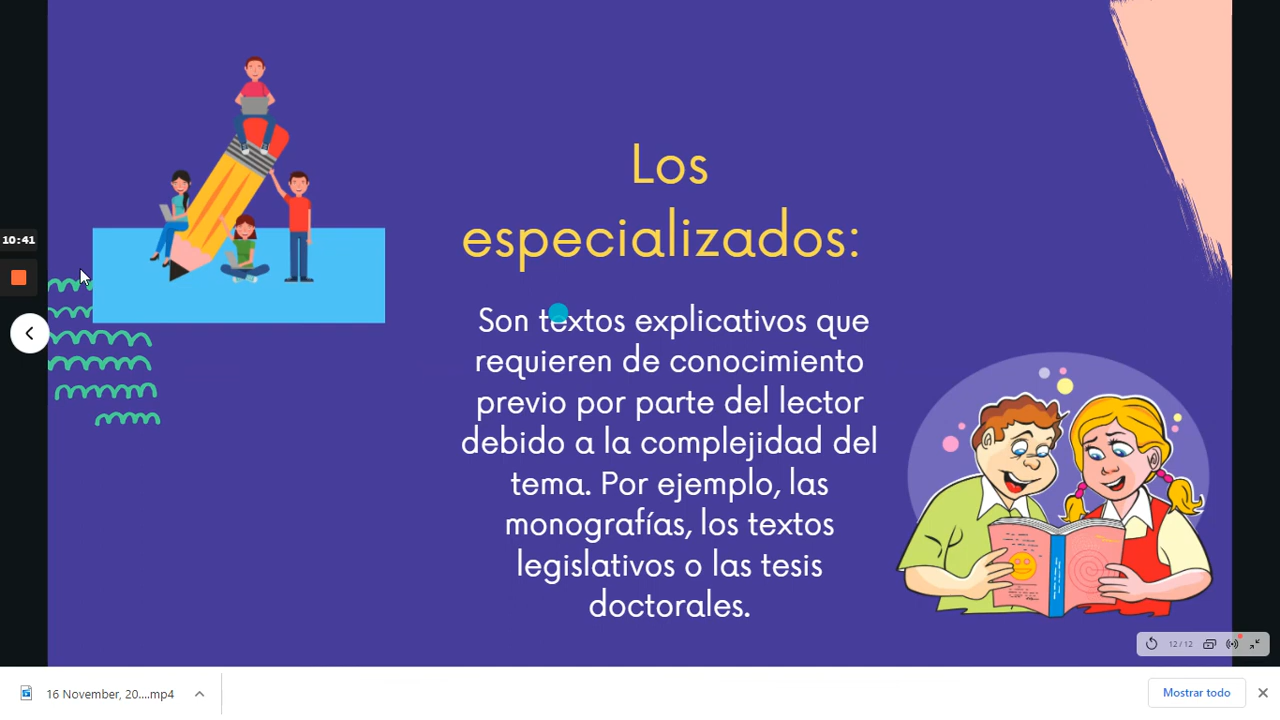 Los
especializados:
Son textos explicativos que
requieren de conocimiento
previo por parte del lector
debido a la complejidad del
tema. Por ejemplo, las
monografías, los textos
legislativos o las tesis
doctorales.
10:41
12 / 12
16 November, 20....mp4
Mostrar todo